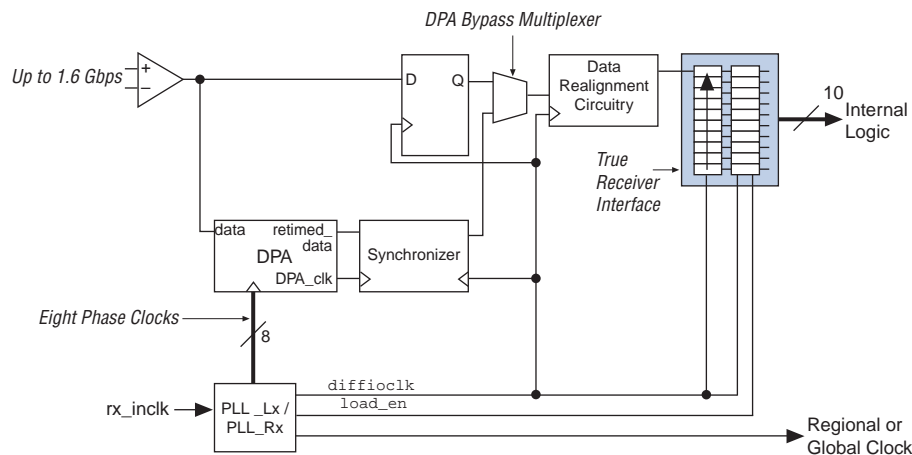 DPA Bypass Multiplexer
Up to 1.6 Gbps
+
−
D
Q
Data
Realignment
Circuitry
10
Internal
Logic
True
Receiver
Interface
data
retimed_
data
DPA
DPA_clk
Synchronizer
Eight Phase Clocks
8
rx_inclk
PLL _Lx /
PLL_Rx
diffioclk
load_en
Regional or
Global Clock